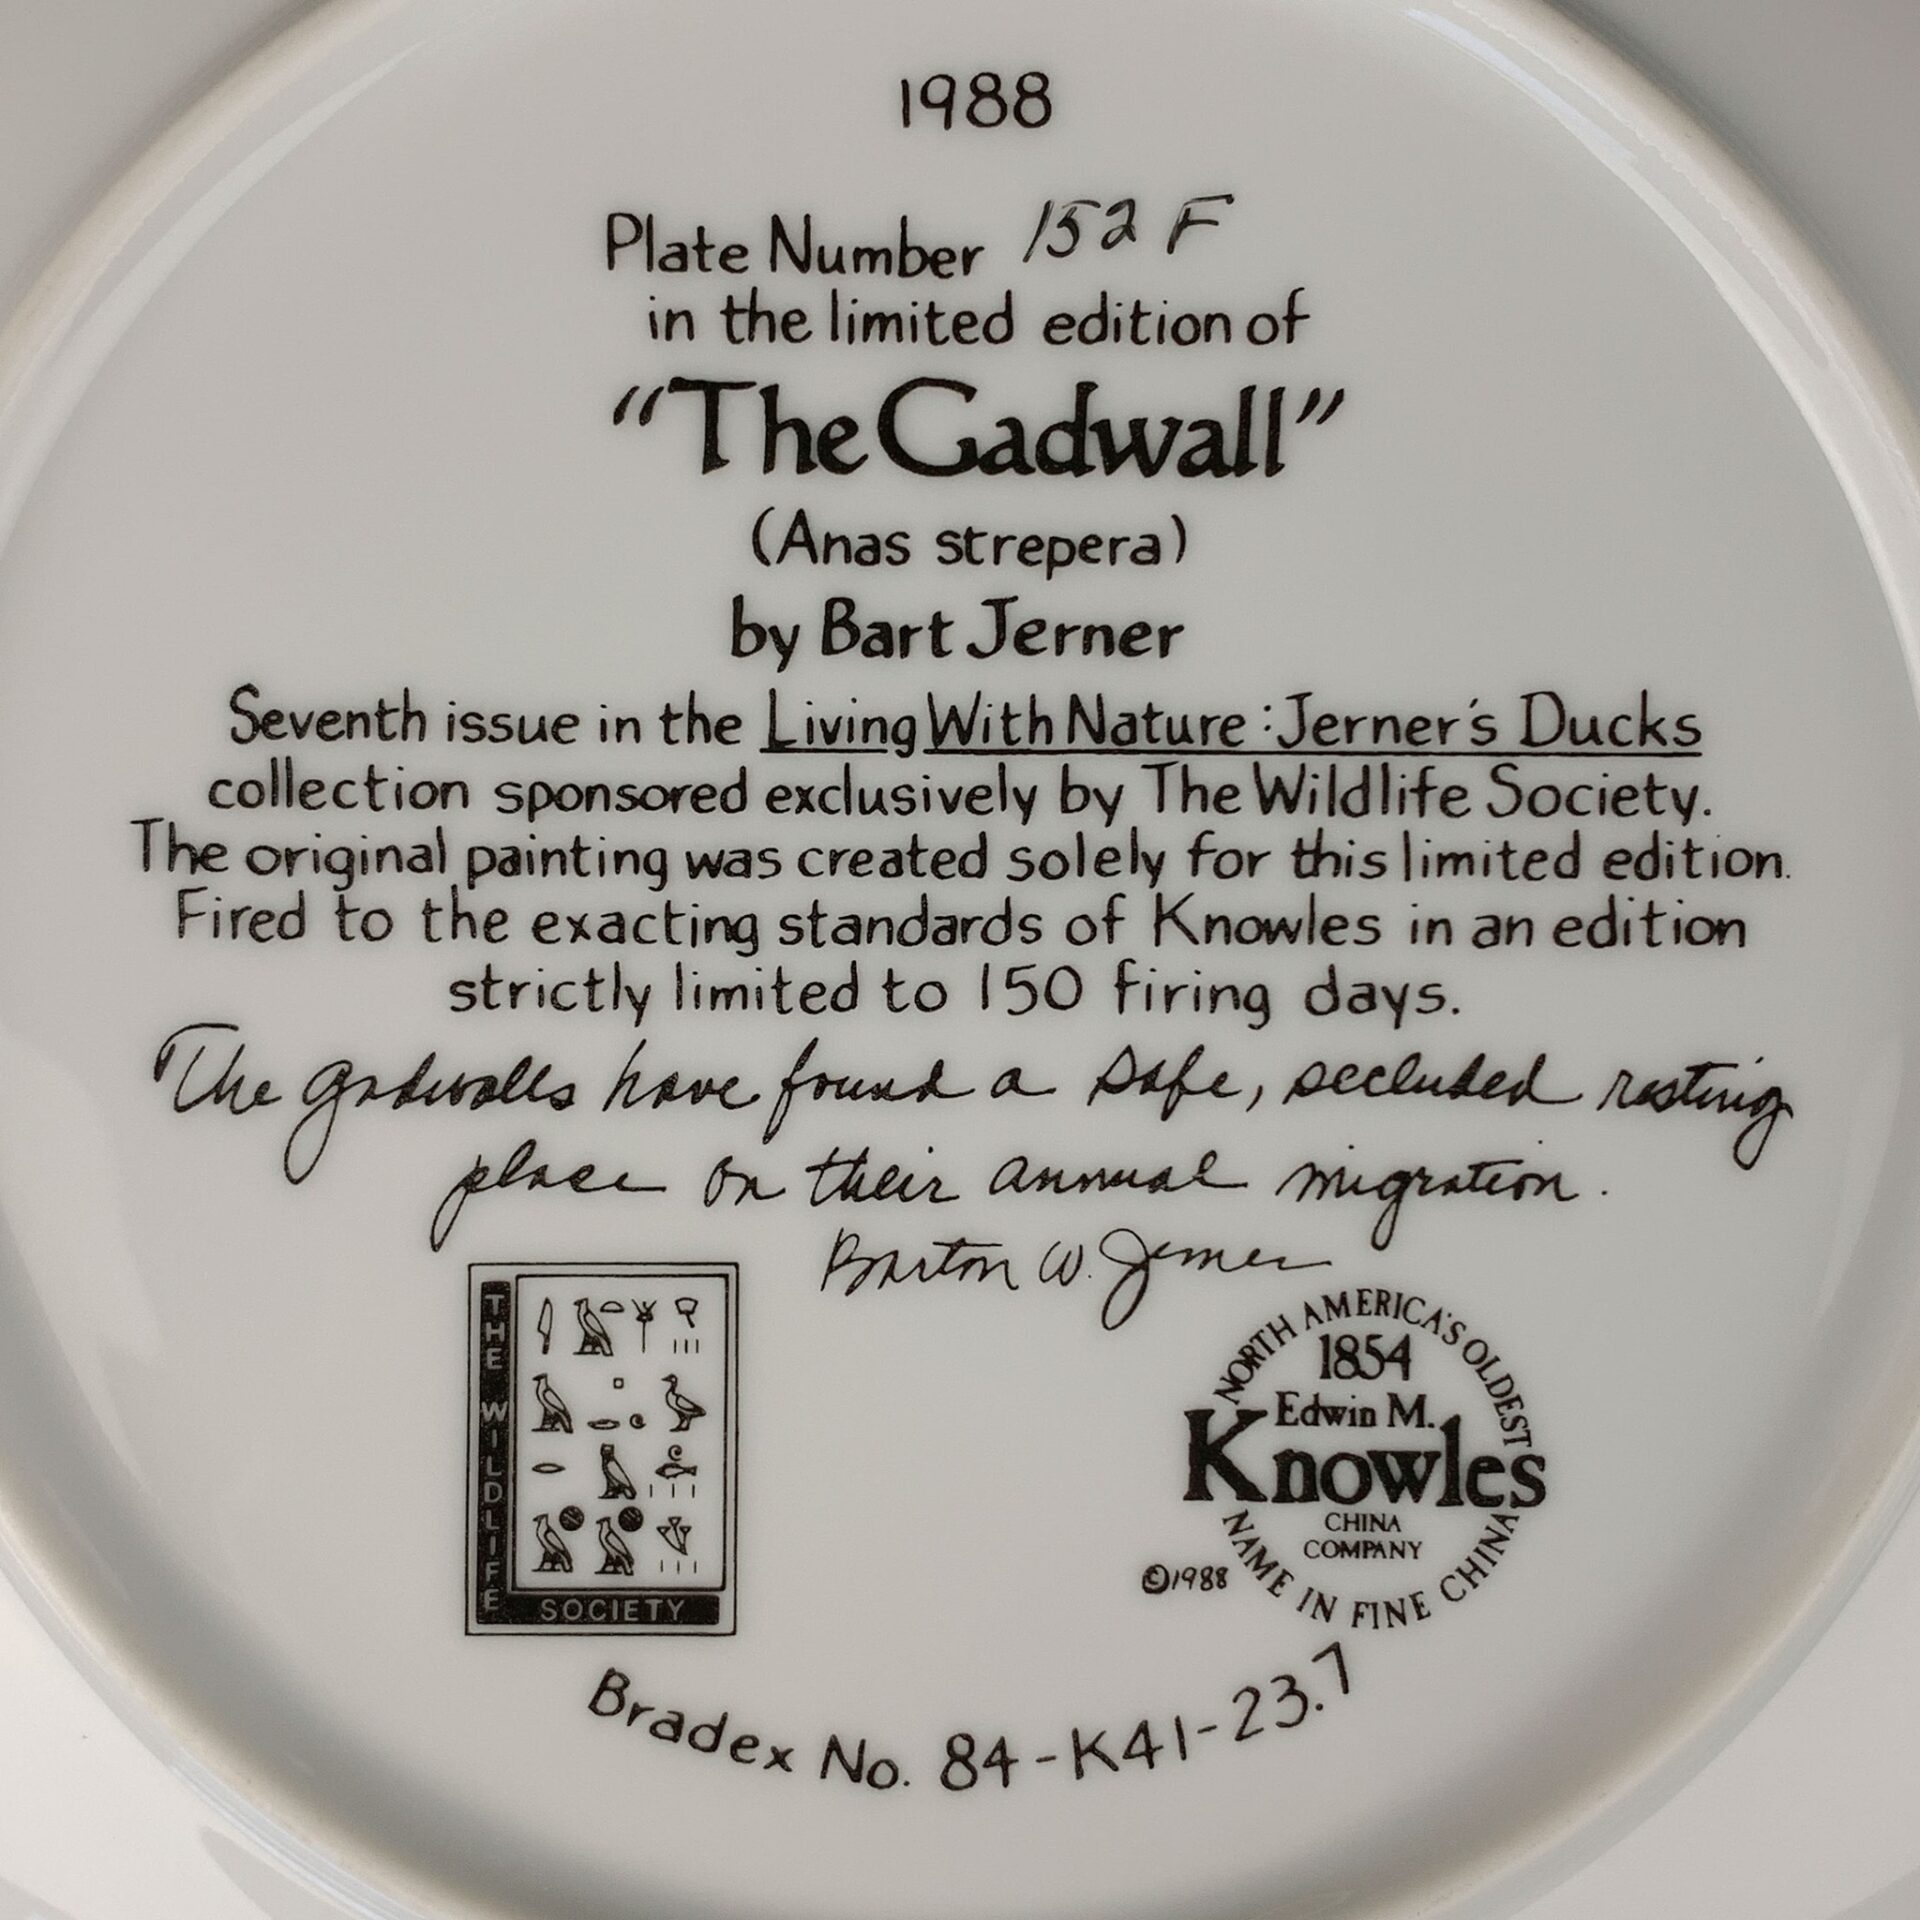 1988
Plate Number 152 F
in the limited edition of
“The Gadwall”
(Anas strepera)
by Bart Jerner
Seventh issue in the Living With Nature: Jerner's Ducks
collection sponsored exclusively by The Wildlife Society.
The original painting was created solely for this limited edition.
Fired to the exacting standards of Knowles in an edition
strictly limited to 150 firing days.
The gadwalls have found a safe, secluded resting
place on their annual migration.
Barton W. Jerner
THE WILDLIFE
SOCIETY
NORTH AMERICA'S OLDEST
1854
Edwin M.
Knowles
CHINA
COMPANY
NAME IN FINE CHINA
©1988
Bradex No. 84-K41-23.7